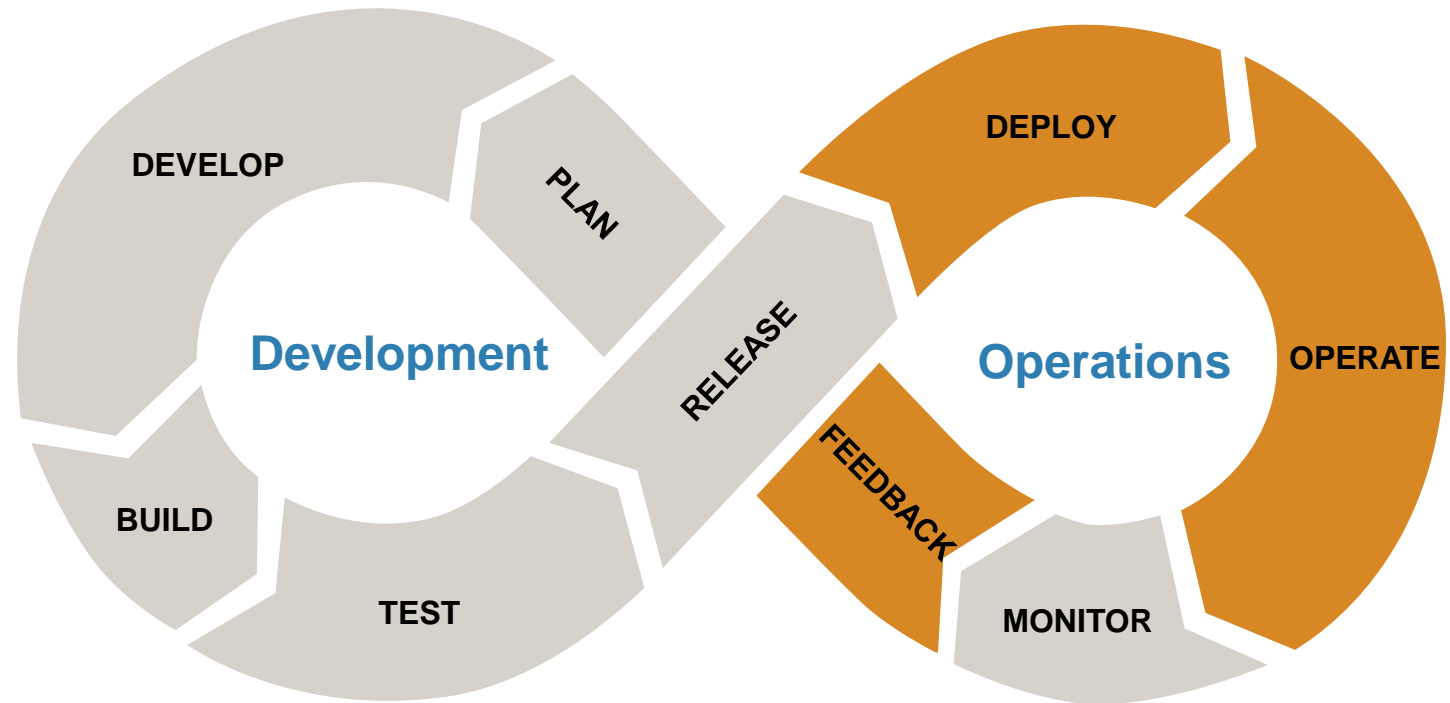 DEVELOP
PLAN
DEPLOY
Development
RELEASE
Operations
OPERATE
FEEDBACK
BUILD
TEST
MONITOR